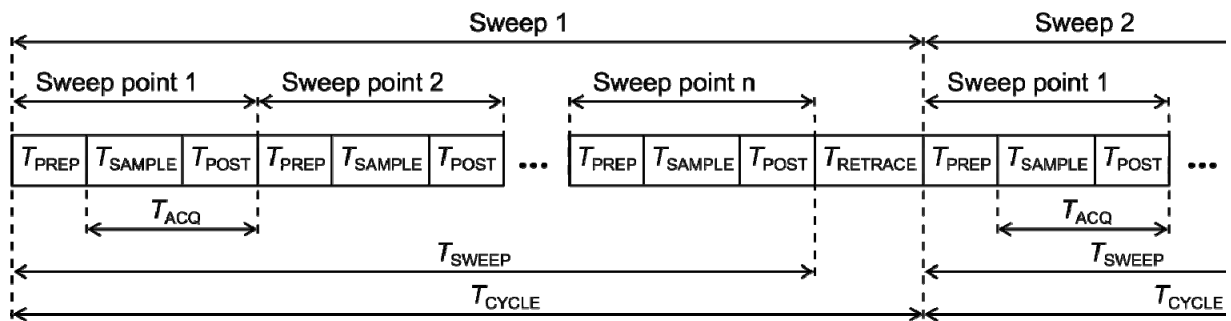 Sweep 1 Sweep 2
Sweep point 1 Sweep point 2 Sweep point n Sweep point 1
TPREP TSAMPLE TPOST TPREP TSAMPLE TPOST ... TPREP TSAMPLE TPOST TRETRACE TPREP TSAMPLE TPOST ...
TACQ TACQ
TSWEEP TSWEEP
TCYCLE TCYCLE